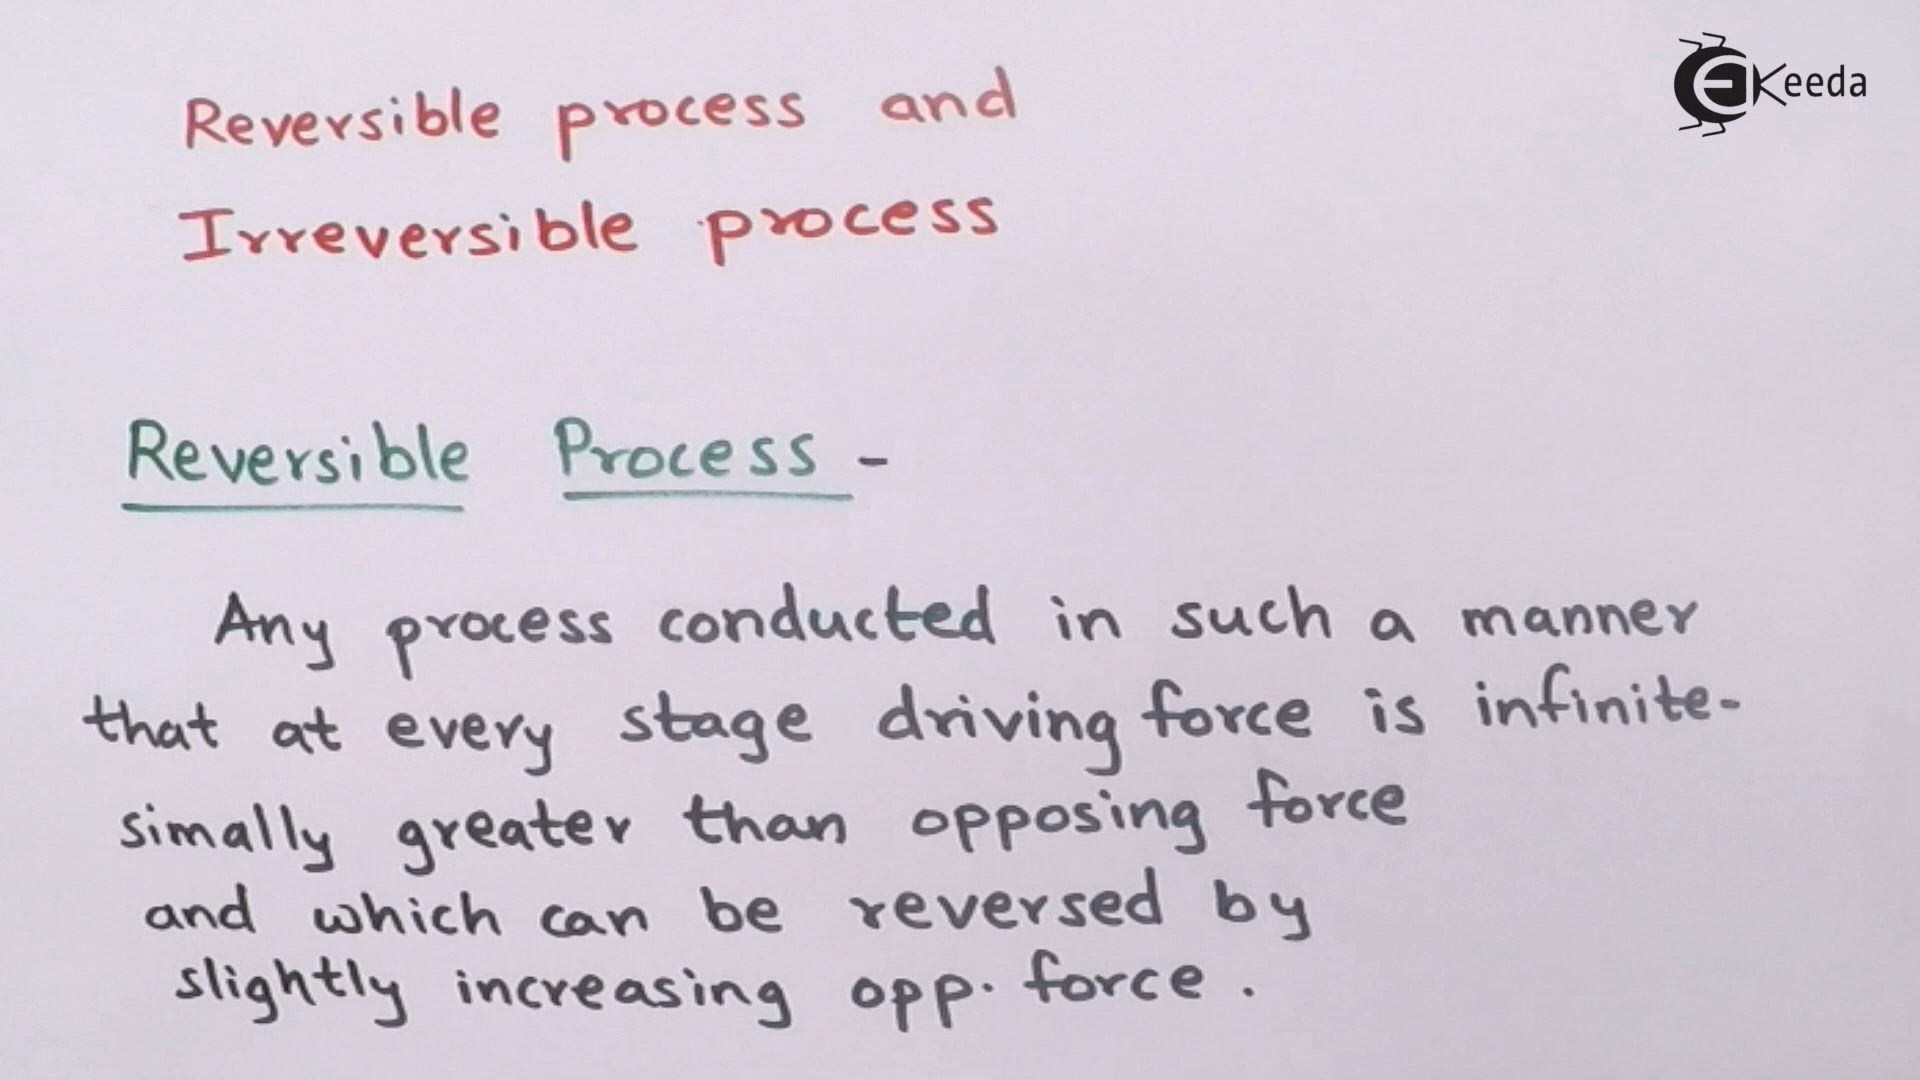 Reversible process and
EKeeda
Irreversible process
Reversible Process -
Any process conducted in such a manner
that at every stage driving force is infinite-
simally greater than opposing force
and which can be reversed by
slightly increasing opp. force.